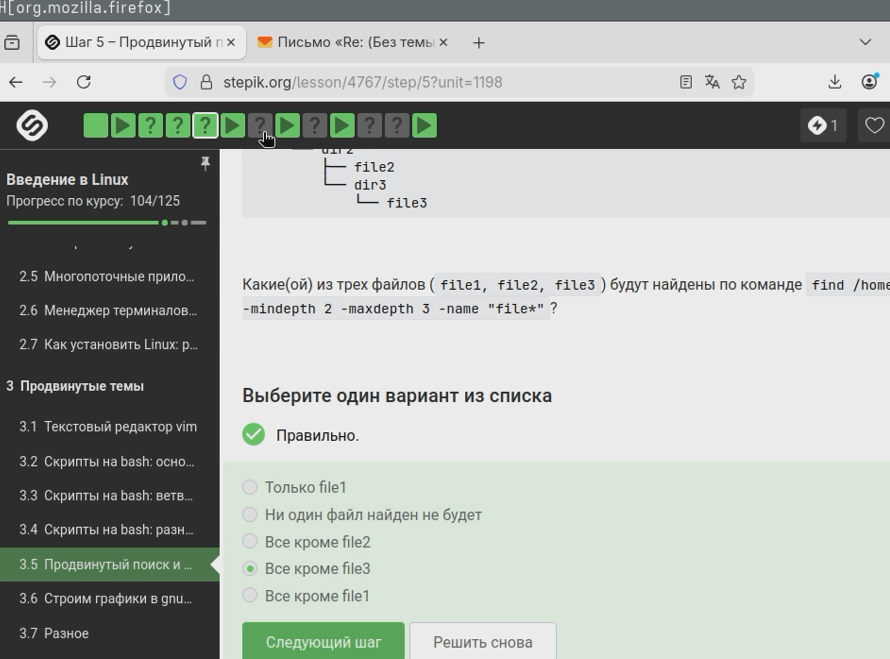 H[org.mozilla.firefox]
Шаг 5 – Продвинутый п
Письмо «Re: (Без темы
stepik.org/lesson/4767/step/5?unit=1198
? ? ? ? ? ? ?
1
Введение в Linux
Прогресс по курсу: 104/125
2.5 Многопоточные прило...
2.6 Менеджер терминалов...
2.7 Как установить Linux: р...
3 Продвинутые темы
3.1 Текстовый редактор vim
3.2 Скрипты на bash: осно...
3.3 Скрипты на bash: ветв...
3.4 Скрипты на bash: разн...
3.5 Продвинутый поиск и ...
3.6 Строим графики в gnu...
3.7 Разное
dir2
├── file2
└── dir3
└── file3
Какие(ой) из трех файлов (file1, file2, file3) будут найдены по команде find /home
-mindepth 2 -maxdepth 3 -name "file*"?
Выберите один вариант из списка
Правильно.
Только file1
Ни один файл найден не будет
Все кроме file2
Все кроме file3
Все кроме file1
Следующий шаг
Решить снова